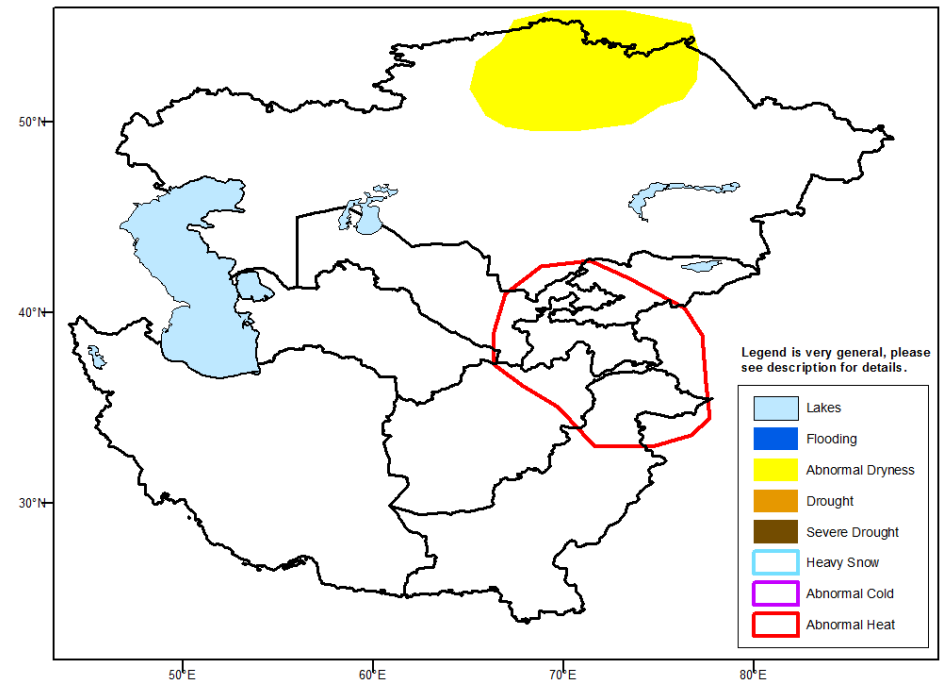 50°N
40°N
30°N
50°E
60°E
70°E
80°E
Legend is very general, please
see description for details.
Lakes
Flooding
Abnormal Dryness
Drought
Severe Drought
Heavy Snow
Abnormal Cold
Abnormal Heat